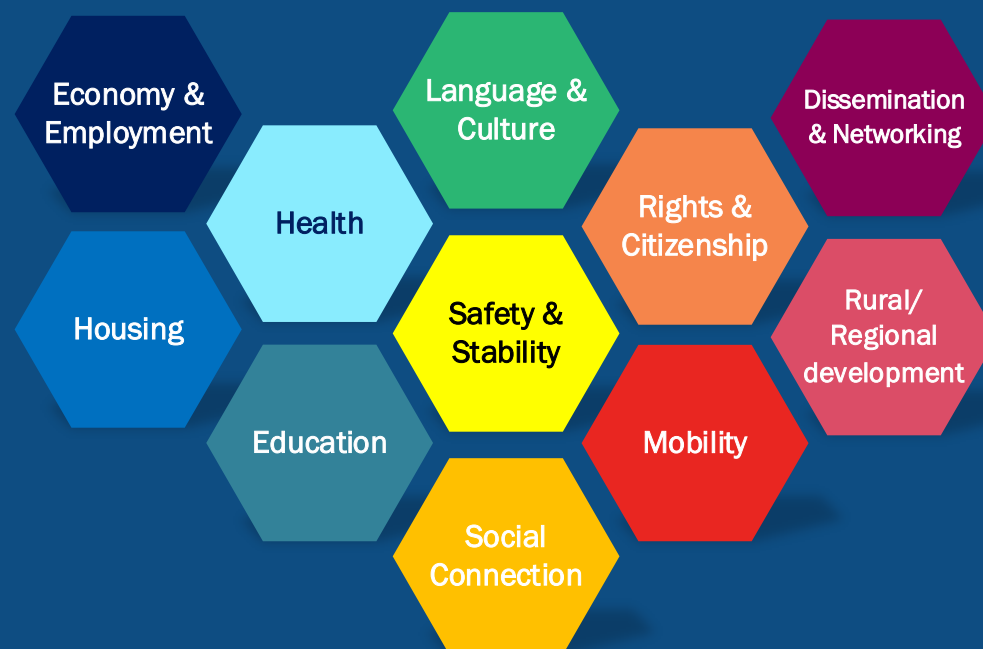 Economy &
Employment
Language &
Culture
Dissemination
& Networking
Health
Rights &
Citizenship
Housing
Safety &
Stability
Rural/
Regional
development
Education
Mobility
Social
Connection